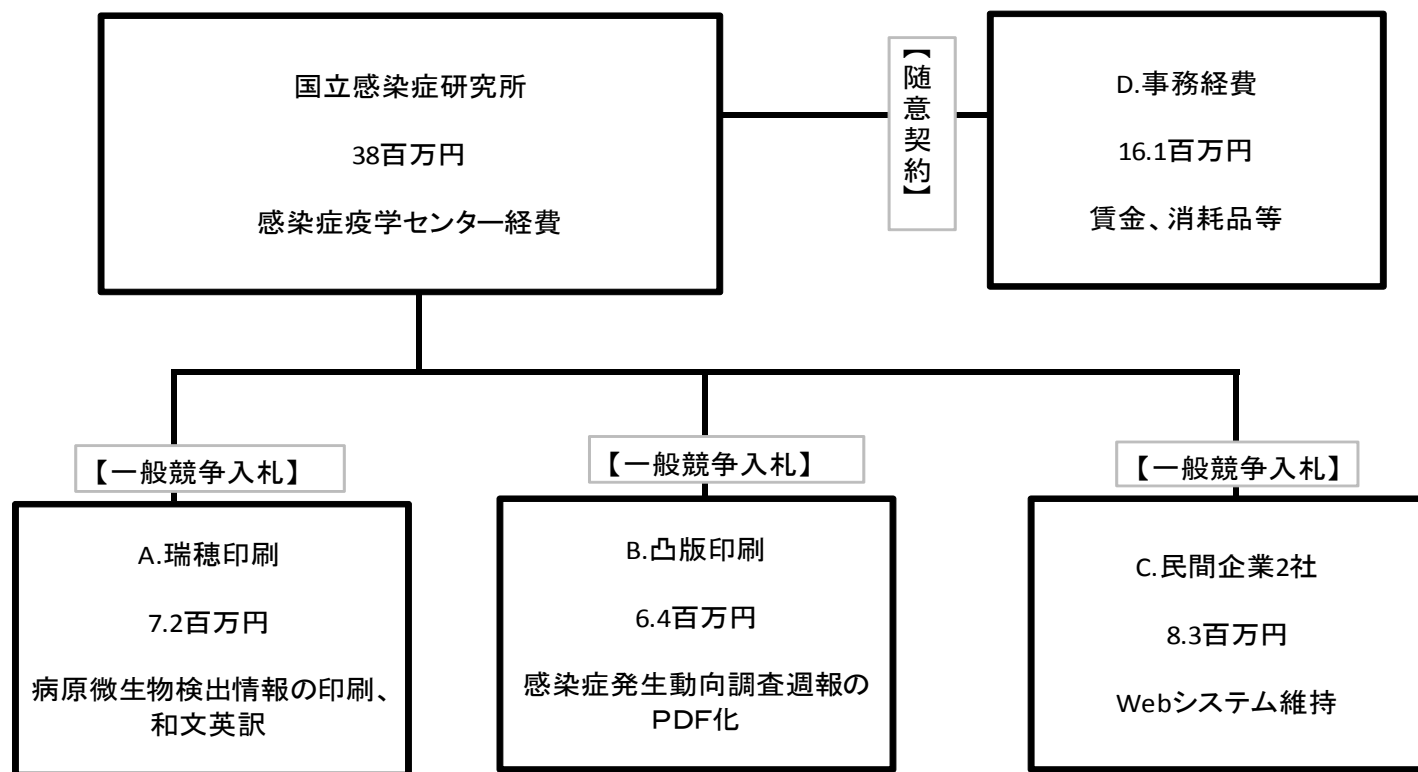 国立感染症研究所
38百万円
感染症疫学センター経費
【随意契約】
D.事務経費
16.1百万円
賃金、消耗品等
【一般競争入札】
A.瑞穂印刷
7.2百万円
病原微生物検出情報の印刷、
和文英訳
【一般競争入札】
B.凸版印刷
6.4百万円
感染症発生動向調査週報の
ＰＤＦ化
【一般競争入札】
C.民間企業2社
8.3百万円
Webシステム維持